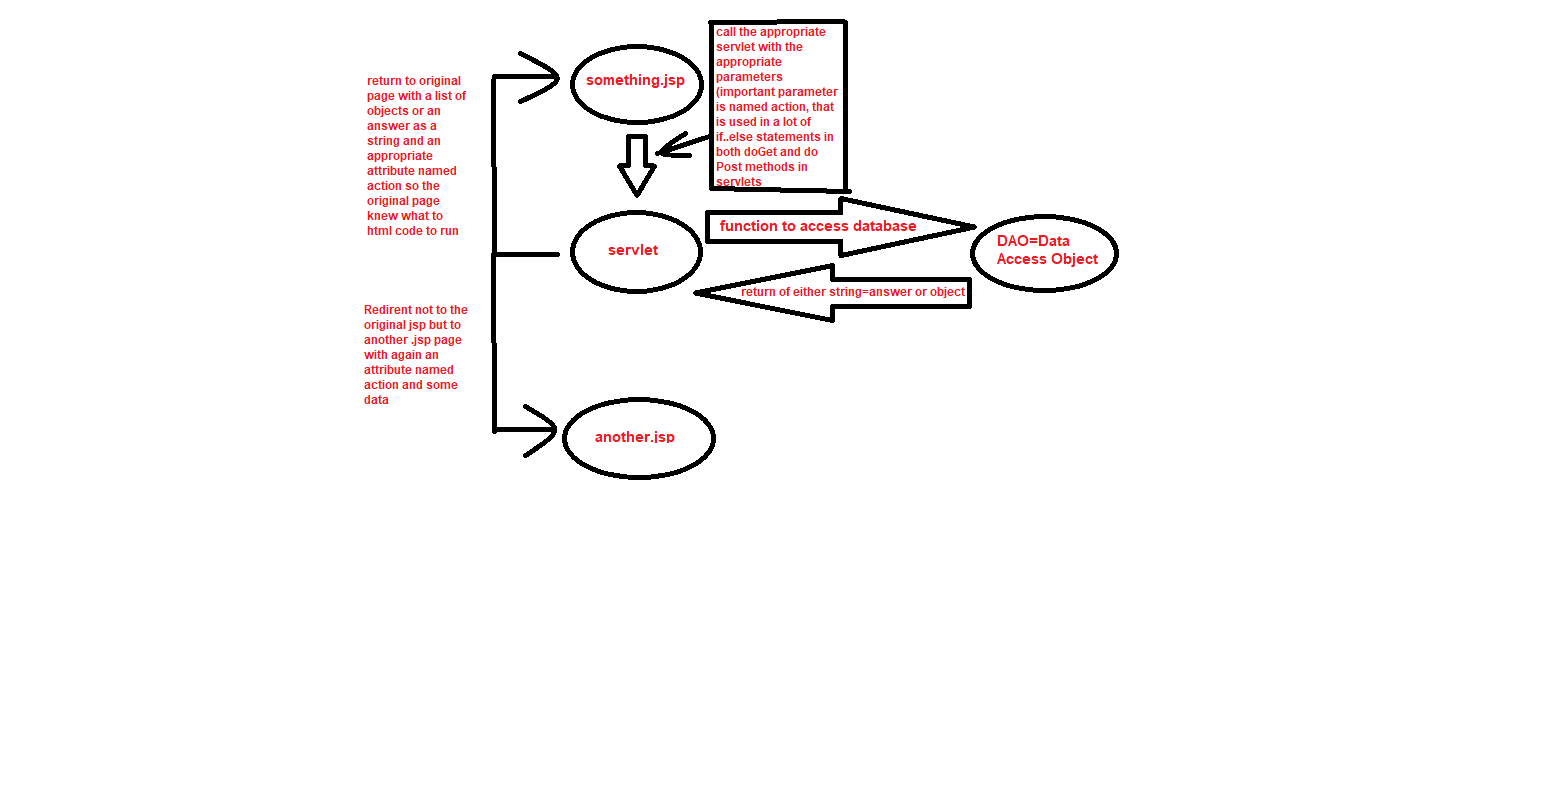 something.jsp
call the appropriate
servlet with the
appropriate
parameters
(important parameter
is named action, that
is used in a lot of
if..else statements in
both doGet and do
Post methods in
servlets
return to original
page with a list of
objects or an
answer as a
string and an
appropriate
attribute named
action so the
original page
knew what to
html code to run
servlet
function to access database
DAO=Data
Access Object
return of either string=answer or object
Redirent not to the
original jsp but to
another .jsp page
with again an
attribute named
action and some
data
another.jsp